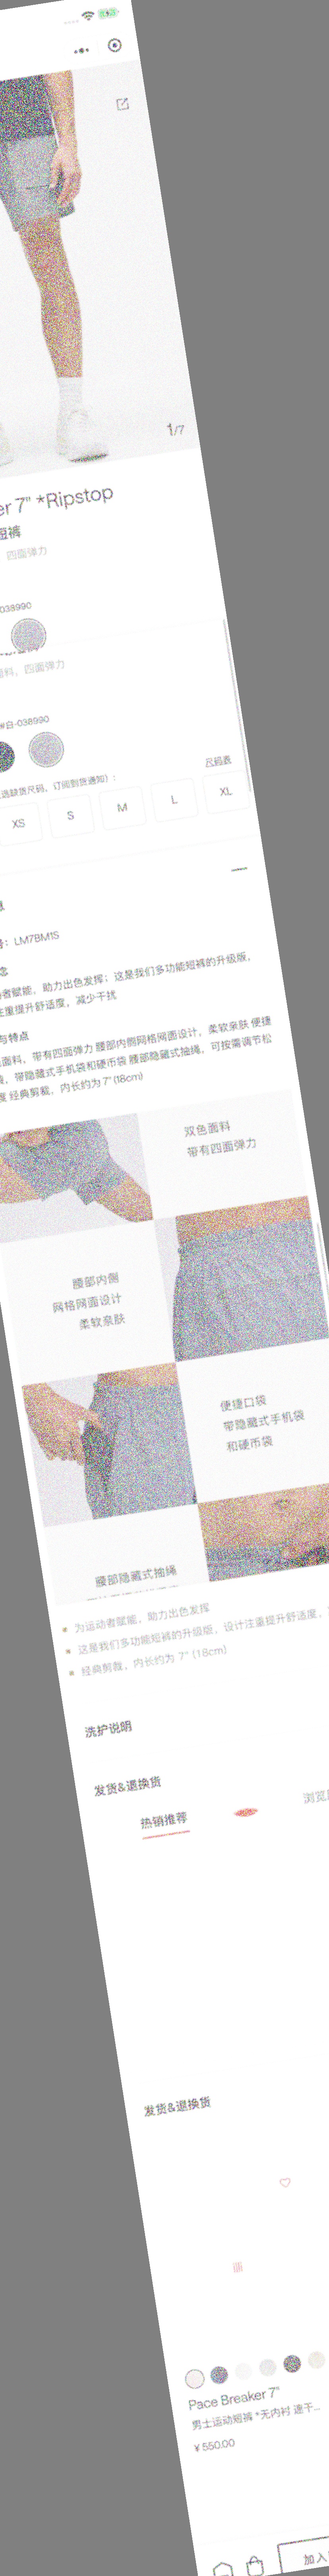 1/7
er 7" *Ripstop
短裤
四面弹力
038990
面料，四面弹力
#白-038990
选缺货尺码、订阅到货通知）：
尺码表
XS
S
M
L
XL
号： LM7BM1S
念
动者赋能，助力出色发挥；这是我们多功能短裤的升级版，
注重提升舒适度，减少干扰
与特点
面料、带有四面弹力 腰部内侧网格网面设计，柔软亲肤 便捷
袋、带隐藏式手机袋和硬币袋 腰部隐藏式抽绳，可按需调节松
度 经典剪裁，内长约为 7" (18cm)
双色面料
带有四面弹力
腰部内侧
网格网面设计
柔软亲肤
便捷口袋
带隐藏式手机袋
和硬币袋
腰部隐藏式抽绳
为运动者赋能，助力出色发挥
这是我们多功能短裤的升级版，设计注重提升舒适度，
经典剪裁，内长约为 7" (18cm)
洗护说明
发货&退换货
热销推荐
浏览
发货&退换货
Pace Breaker 7"
男士运动短裤 *无内衬 速干...
¥ 550.00
加入